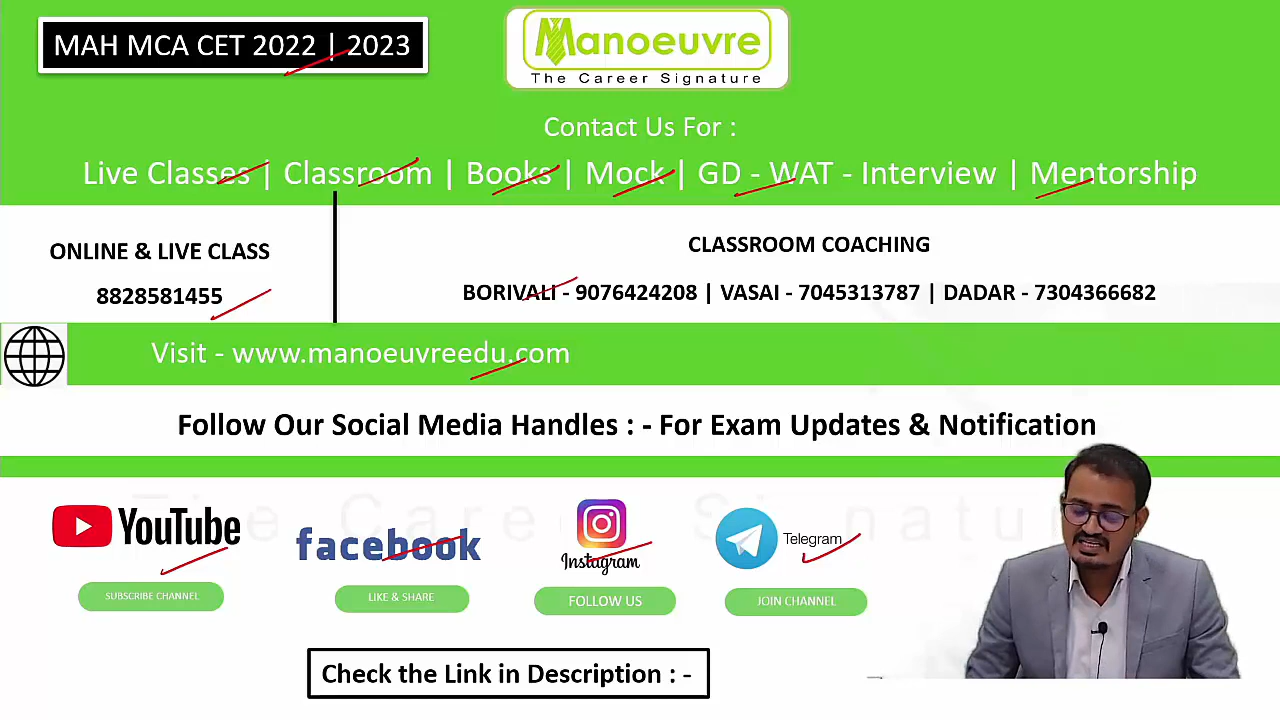 MAH MCA CET 2022 | 2023
Manoeuvre
The Career Signature
Contact Us For :
Live Classes | Classroom | Books | Mock | GD - WAT - Interview | Mentorship
ONLINE & LIVE CLASS
8828581455
CLASSROOM COACHING
BORIVALI - 9076424208 | VASAI - 7045313787 | DADAR - 7304366682
Visit - www.manoeuvreedu.com
Follow Our Social Media Handles : - For Exam Updates & Notification
The Career Signatu
YouTube
facebook
Instagram
Telegram
SUBSCRIBE CHANNEL
LIKE & SHARE
FOLLOW US
JOIN CHANNEL
Check the Link in Description : -